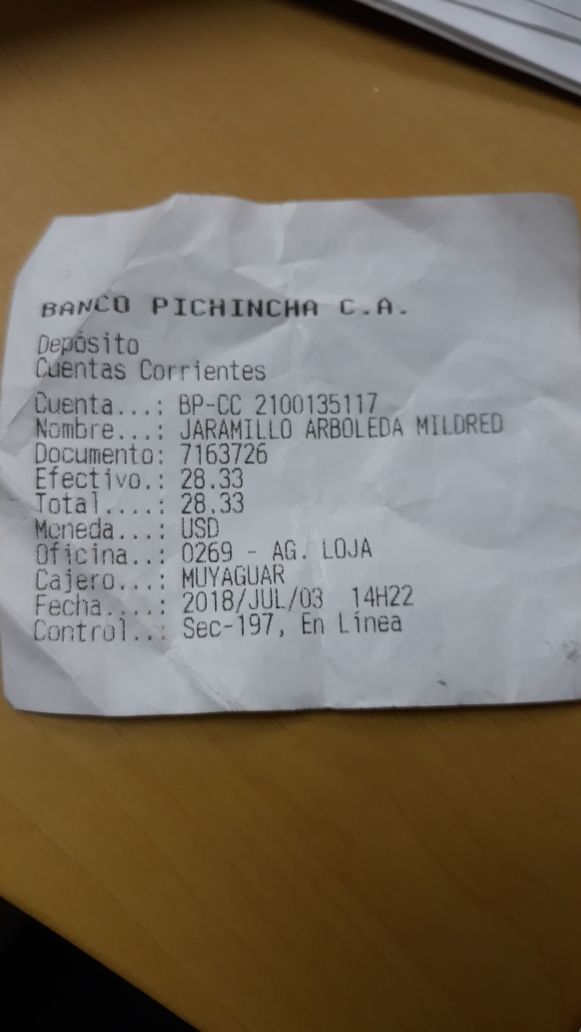 BANCO PICHINCHA C.A.
Depósito
Cuentas Corrientes
Cuenta...: BP-CC 2100135117
Nombre...: JARAMILLO ARBOLEDA MILDRED
Documento: 7163726
Efectivo.: 28.33
Total....: 28.33
Moneda...: USD
Oficina..: 0269 - AG. LOJA
Cajero...: MUYAGUAR
Fecha....: 2018/JUL/03 14H22
Control..: Sec-197, En Línea